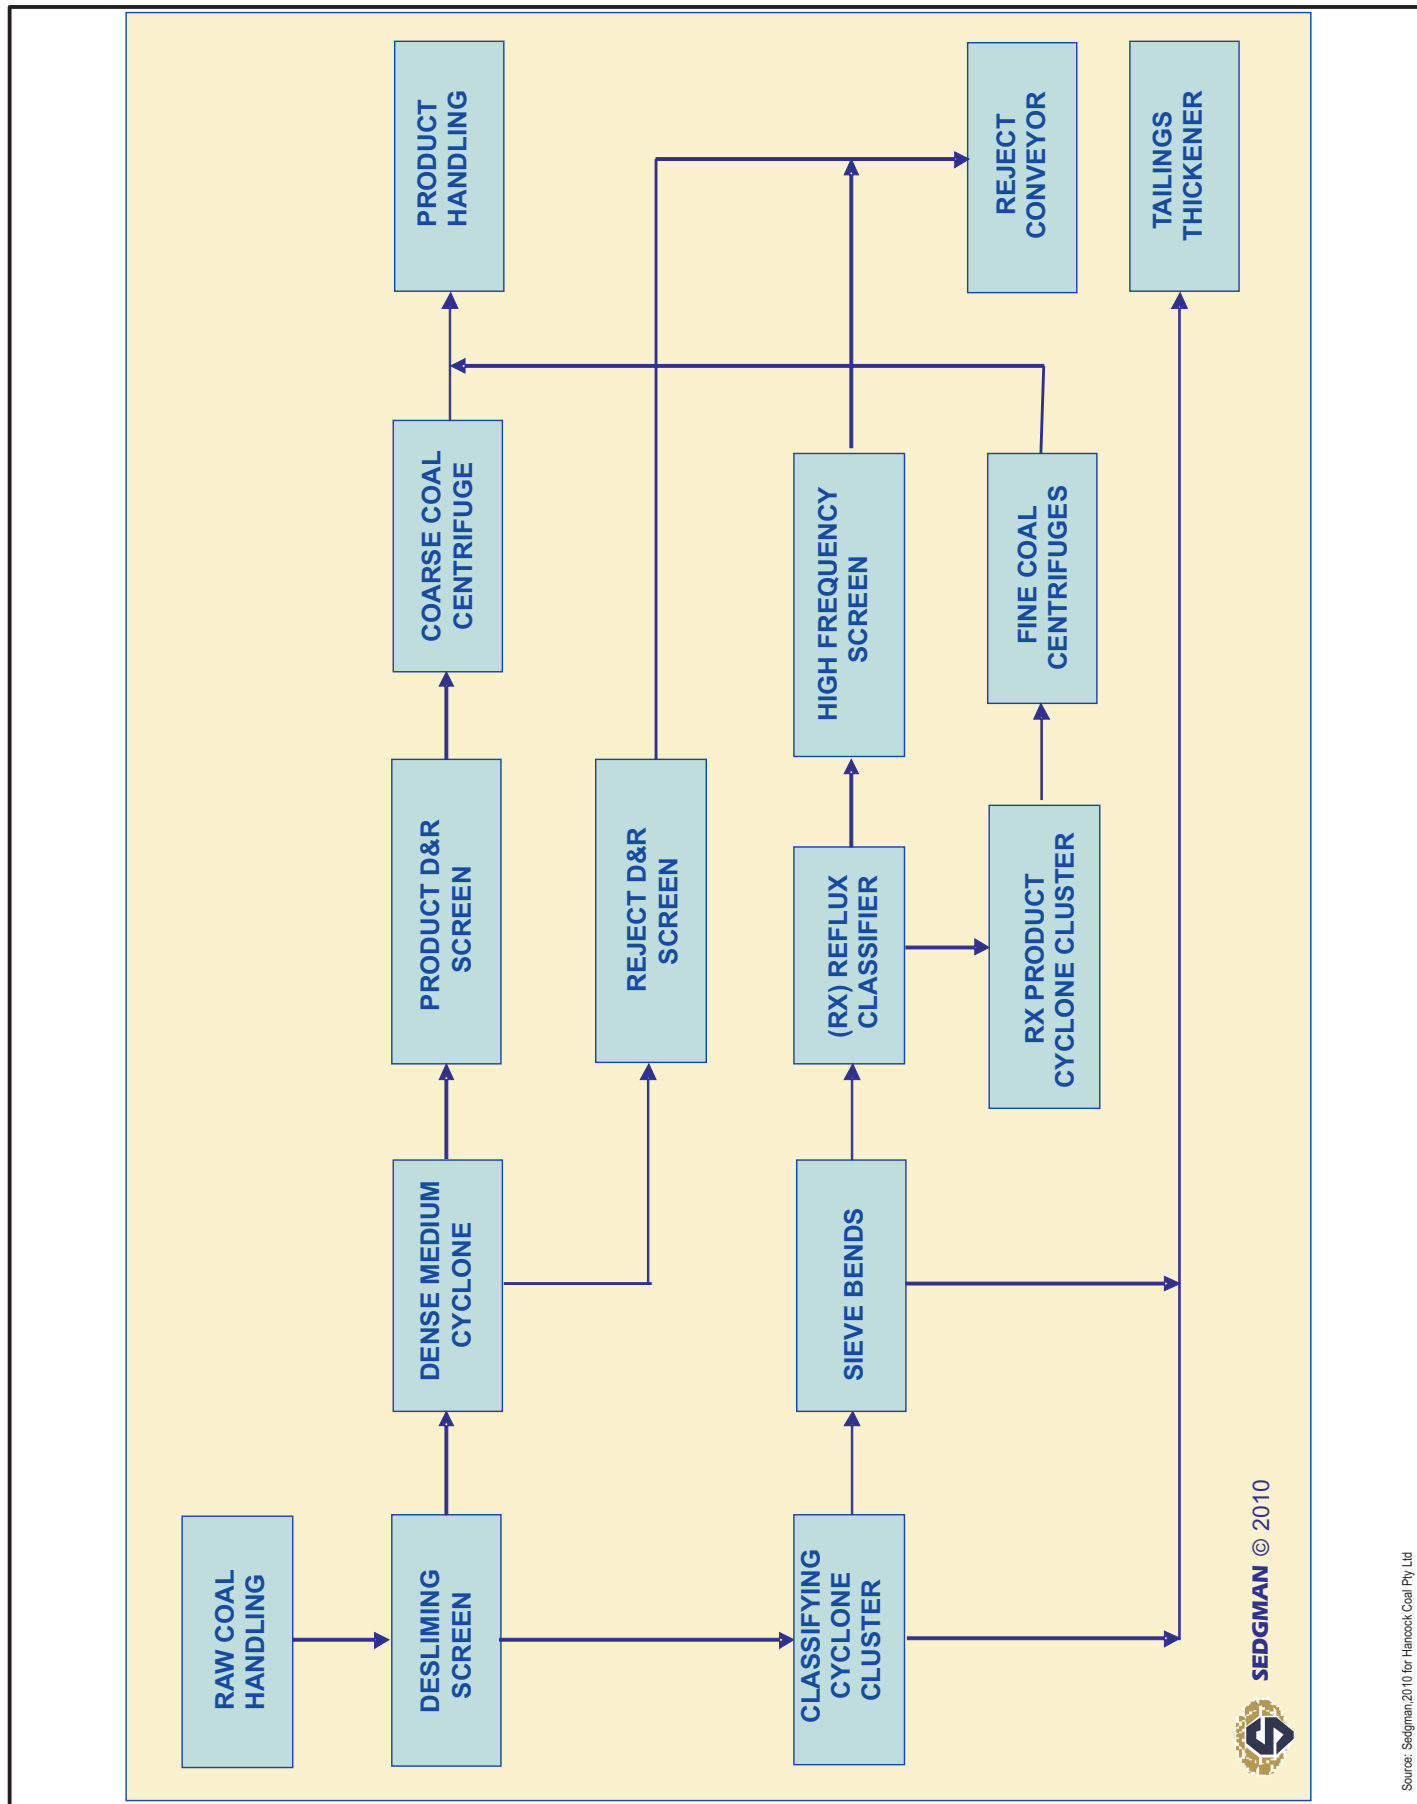 RAW COAL
HANDLING
DESLIMING
SCREEN
DENSE MEDIUM
CYCLONE
PRODUCT D&R
SCREEN
COARSE COAL
CENTRIFUGE
PRODUCT
HANDLING
REJECT D&R
SCREEN
CLASSIFYING
CYCLONE
CLUSTER
SIEVE BENDS
(RX) REFLUX
CLASSIFIER
HIGH FREQUENCY
SCREEN
RX PRODUCT
CYCLONE CLUSTER
FINE COAL
CENTRIFUGES
REJECT
CONVEYOR
TAILINGS
THICKENER
SEDGMAN © 2010
Source: Sedgman,2010 for Hancock Coal Pty Ltd